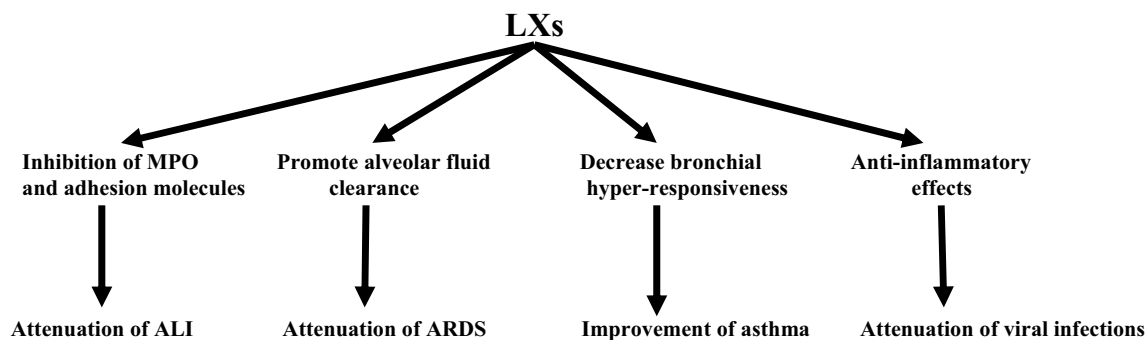 LXs
Inhibition of MPO
and adhesion molecules
Promote alveolar fluid
clearance
Decrease bronchial
hyper-responsiveness
Anti-inflammatory
effects
Attenuation of ALI
Attenuation of ARDS
Improvement of asthma
Attenuation of viral infections